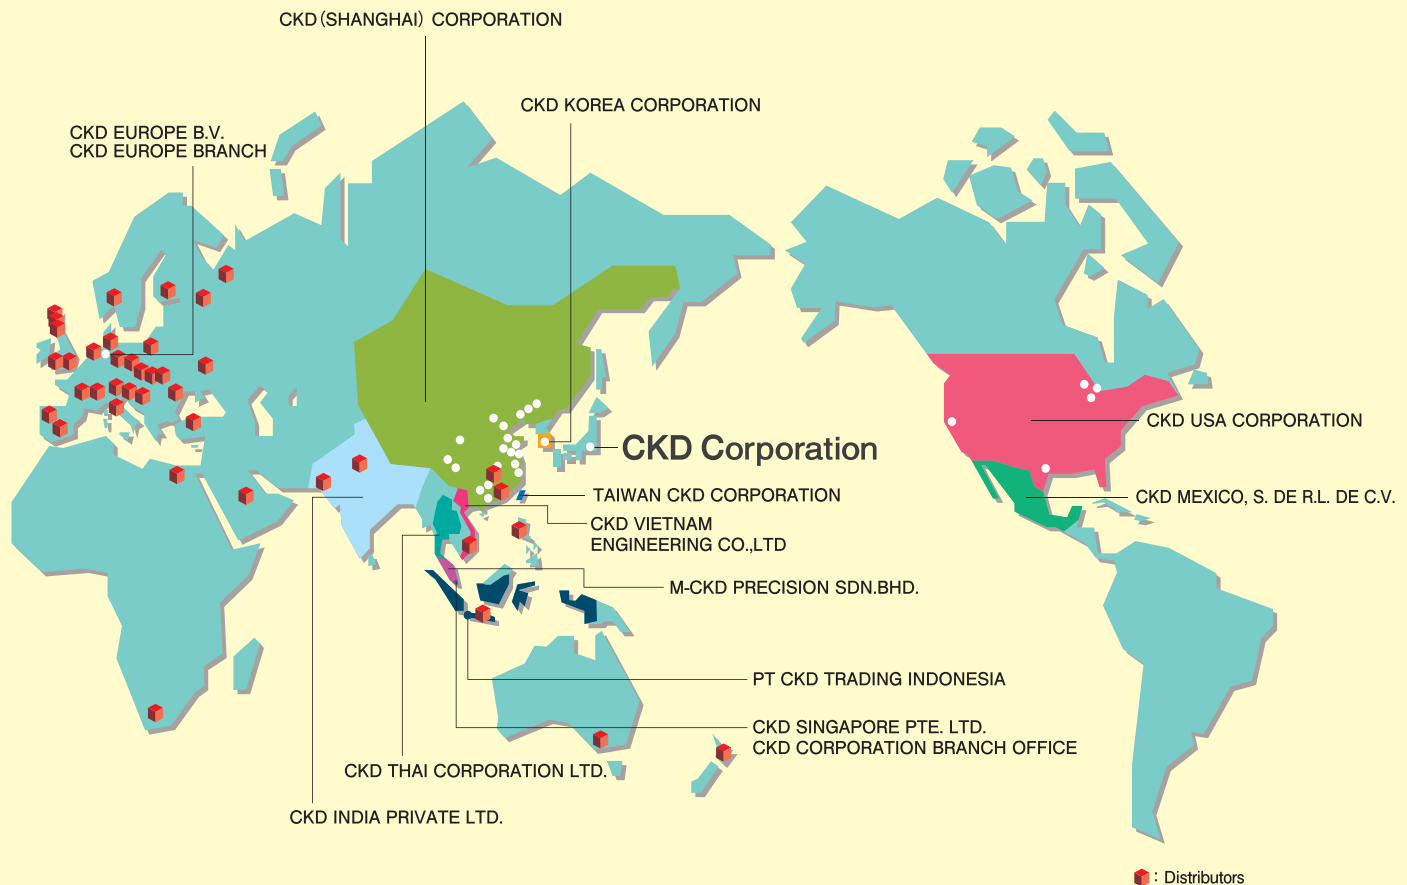 CKD (SHANGHAI) CORPORATION
CKD KOREA CORPORATION
CKD EUROPE B.V.
CKD EUROPE BRANCH
CKD USA CORPORATION
CKD Corporation
TAIWAN CKD CORPORATION
CKD MEXICO, S. DE R.L. DE C.V.
CKD VIETNAM
ENGINEERING CO.,LTD
M-CKD PRECISION SDN.BHD.
PT CKD TRADING INDONESIA
CKD SINGAPORE PTE. LTD.
CKD CORPORATION BRANCH OFFICE
CKD THAI CORPORATION LTD.
CKD INDIA PRIVATE LTD.
: Distributors